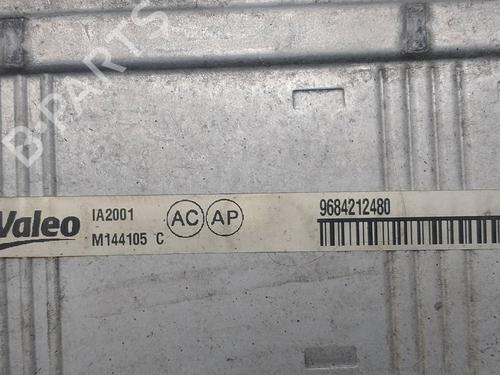 B-PARTS
Valeo
IA2001
M144105 C
AC AP
9684212480